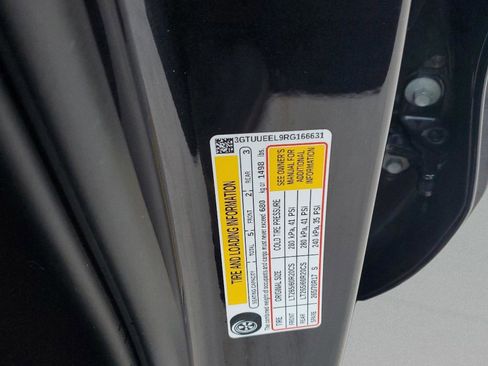 3GTUUEEL9RG166631
TIRE AND LOADING INFORMATION
SEATING CAPACITY TOTAL 5 FRONT 2 REAR 3
The combined weight of occupants and cargo must never exceed 680 kg or 1498 lbs.
TIRE ORIGINAL SIZE COLD TIRE PRESSURE
FRONT LT265/60R20CS 280 kPa, 41 PSI
REAR LT265/60R20CS 280 kPa, 41 PSI
SPARE 265/70R17 S 240 kPa, 35 PSI
SEE OWNER'S
MANUAL FOR
ADDITIONAL
INFORMATION